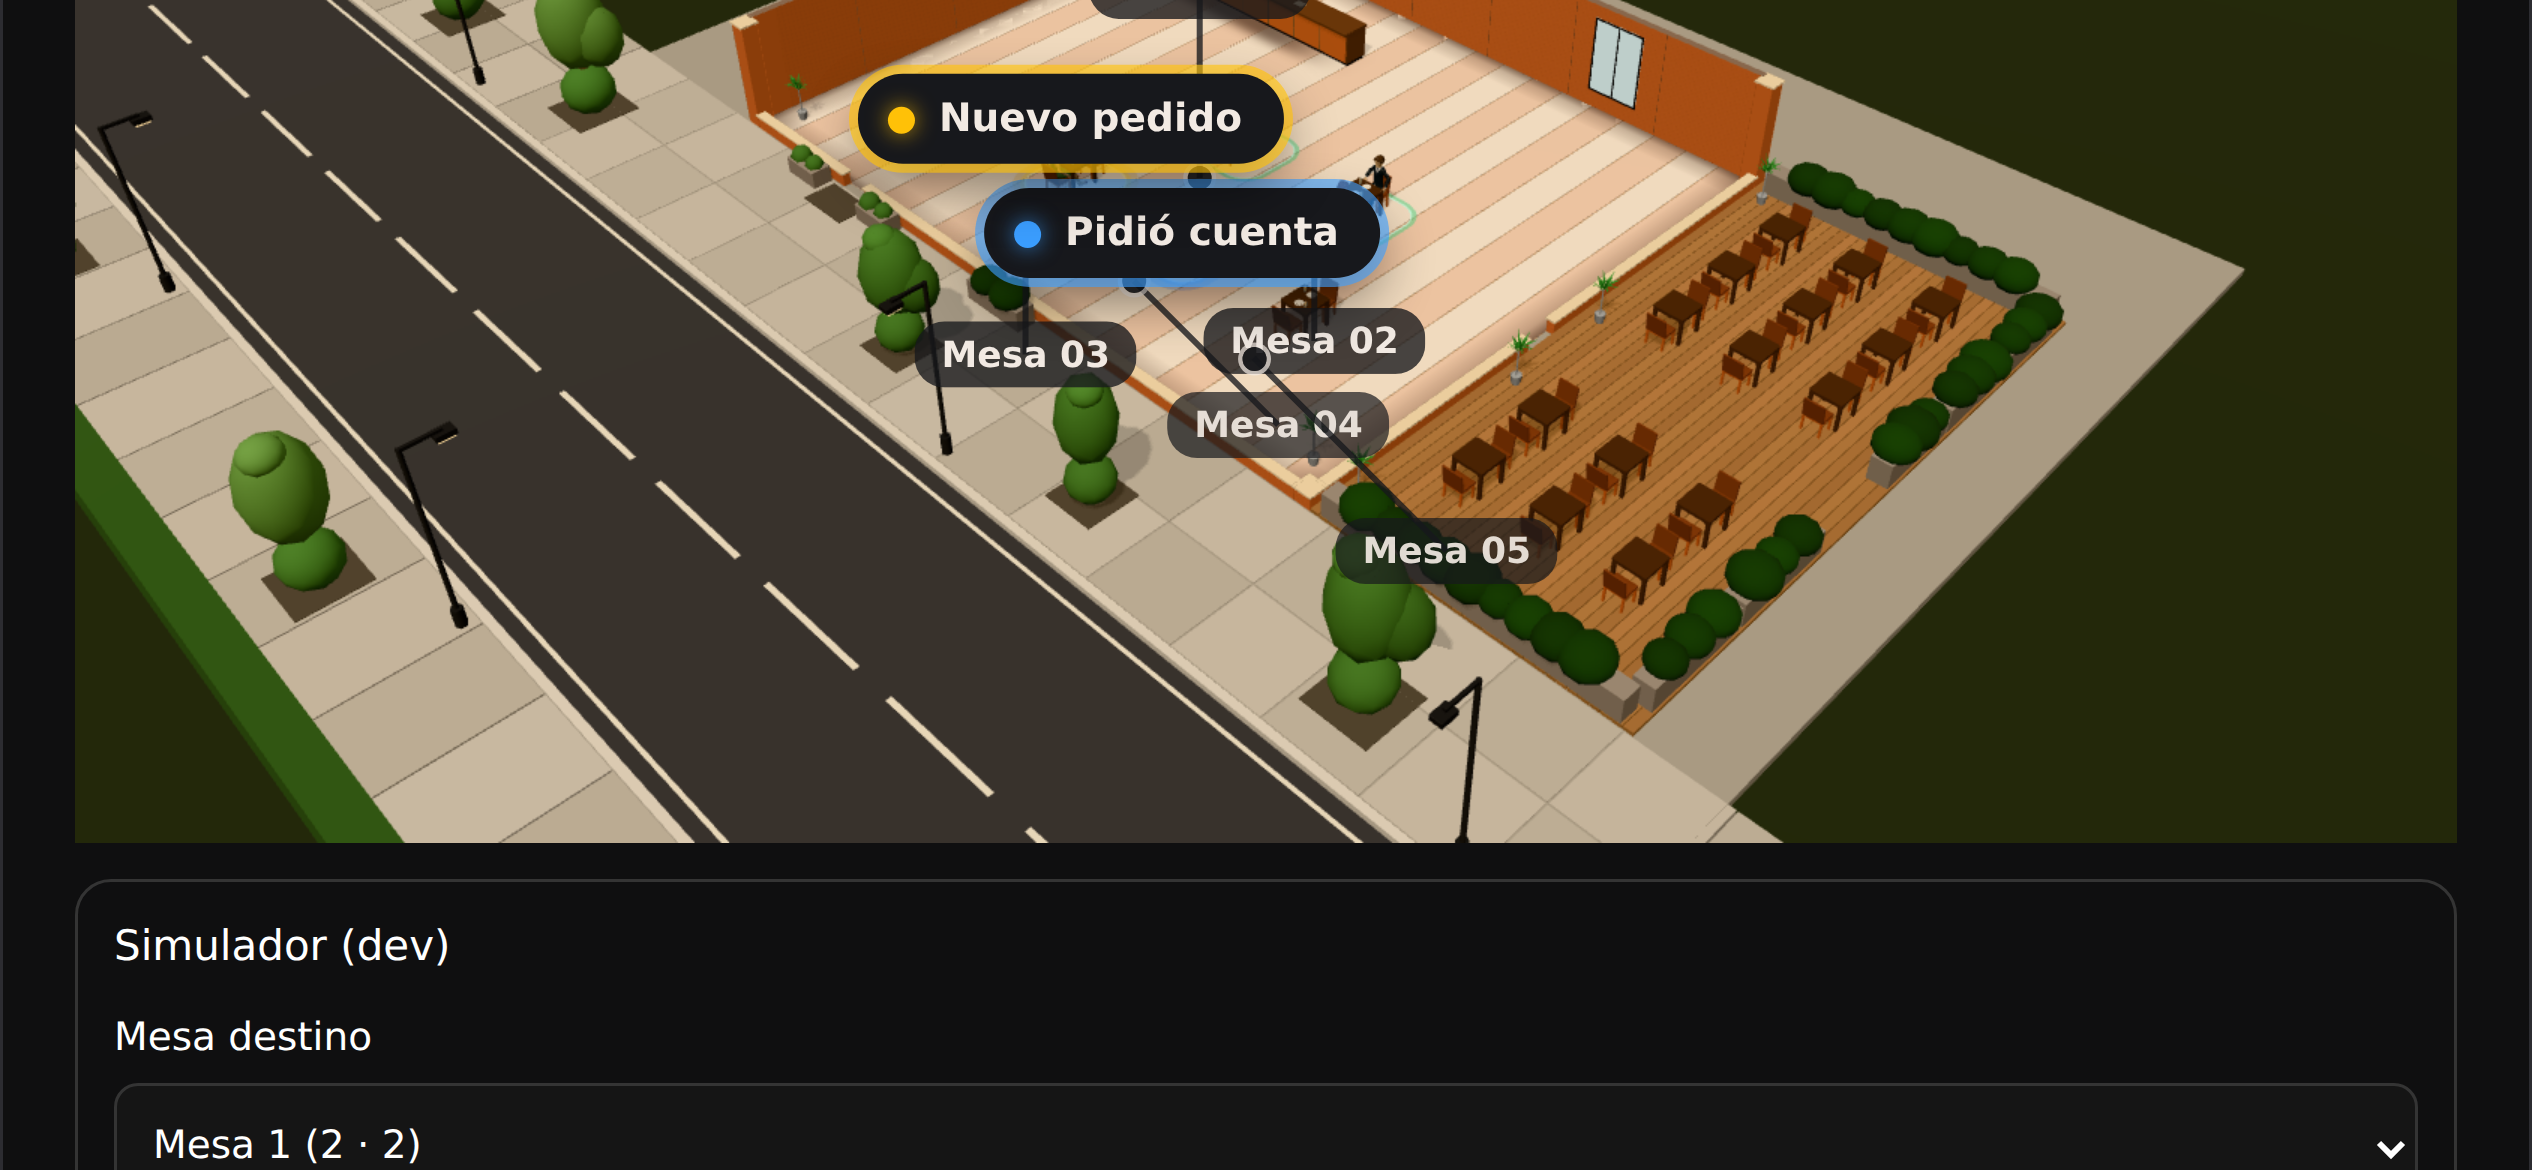 Nuevo pedido
Pidió cuenta
Mesa 02
Mesa 03
Mesa 04
Mesa 05
Simulador (dev)
Mesa destino
Mesa 1 (2 · 2)